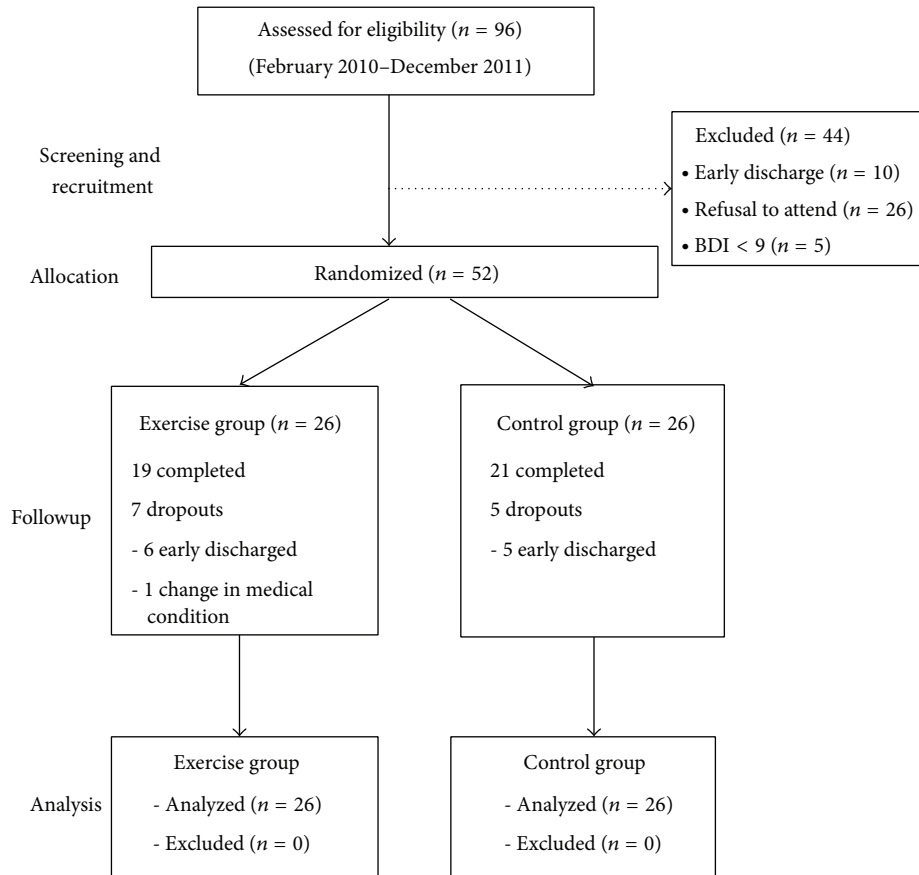 Assessed for eligibility (n = 96)
(February 2010–December 2011)
Screening and
recruitment
Excluded (n = 44)
• Early discharge (n = 10)
• Refusal to attend (n = 26)
• BDI < 9 (n = 5)
Allocation
Randomized (n = 52)
Followup
Exercise group (n = 26)
19 completed
7 dropouts
- 6 early discharged
- 1 change in medical
condition
Control group (n = 26)
21 completed
5 dropouts
- 5 early discharged
Analysis
Exercise group
- Analyzed (n = 26)
- Excluded (n = 0)
Control group
- Analyzed (n = 26)
- Excluded (n = 0)